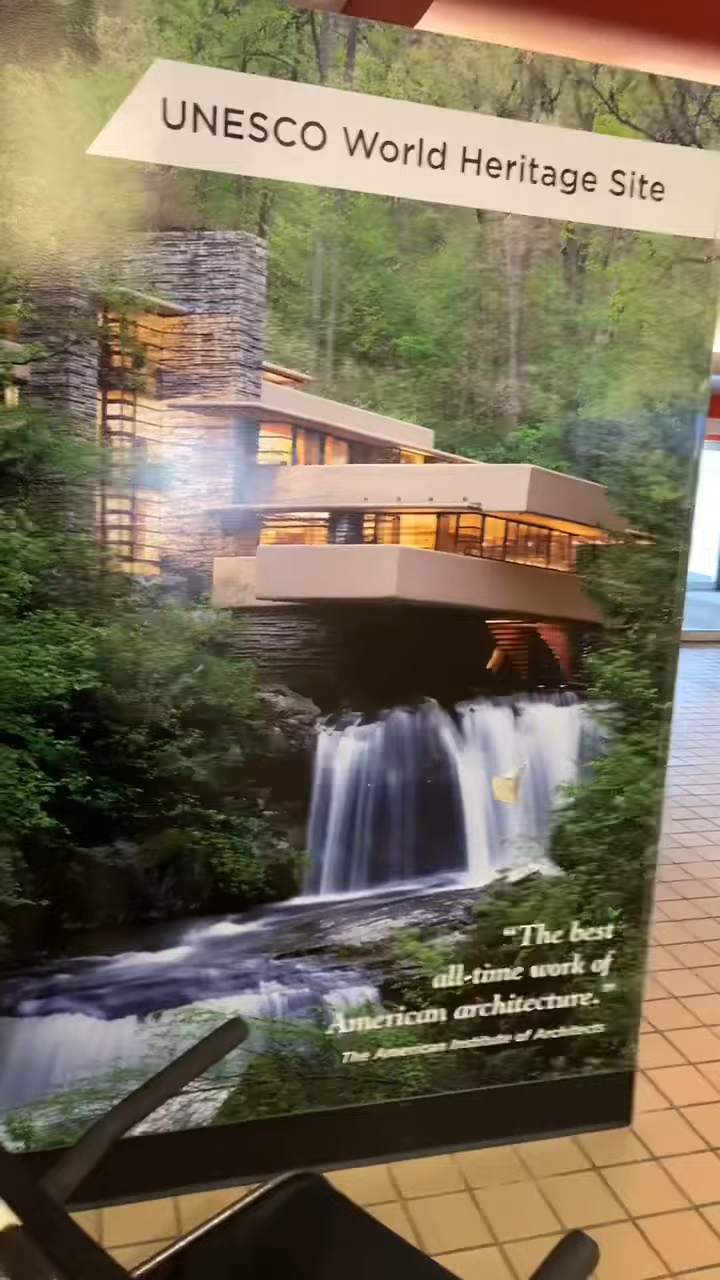 UNESCO World Heritage Site
“The best
all-time work of
American architecture.”
The American Institute of Architects